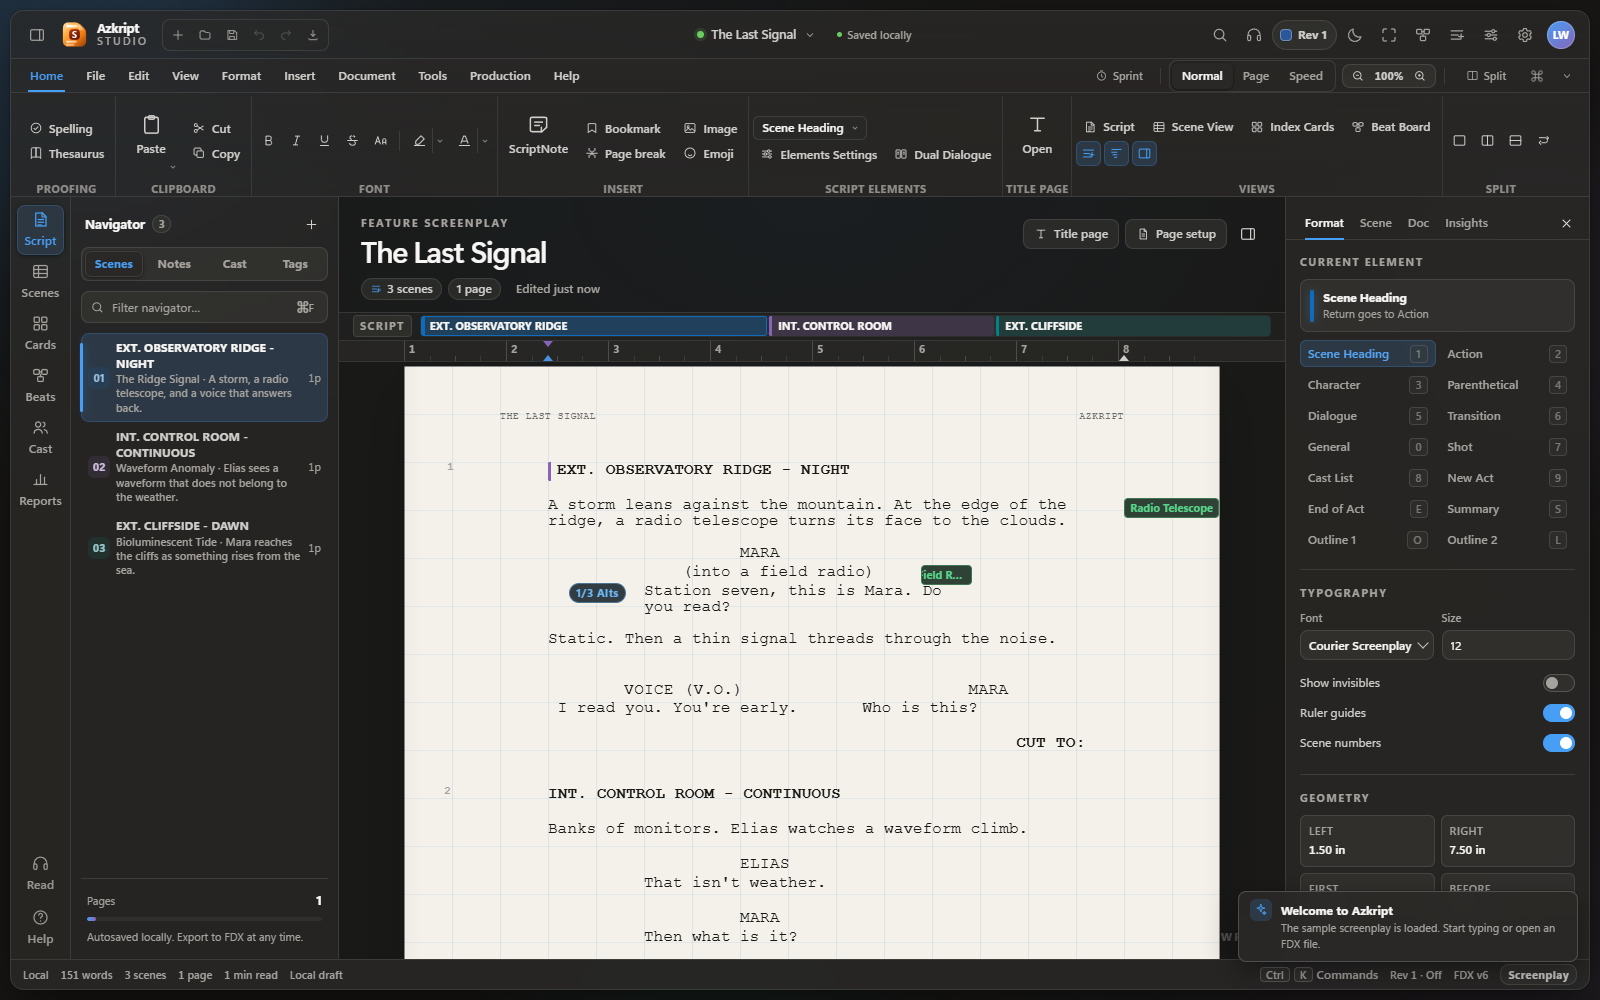 Azkript
STUDIO
The Last Signal
Saved locally
Rev 1
LW
Home File Edit View Format Insert Document Tools Production Help
Sprint Normal Page Speed 100% Split
Spelling
Thesaurus
PROOFING
Paste
Cut
Copy
CLIPBOARD
FONT
ScriptNote
Bookmark
Page break
Image
Emoji
INSERT
Scene Heading
Elements Settings
Dual Dialogue
SCRIPT ELEMENTS
Open
TITLE PAGE
Script
Scene View
Index Cards
Beat Board
VIEWS
SPLIT
Script
Scenes
Cards
Beats
Cast
Reports
Read
Help
Navigator 3
Scenes Notes Cast Tags
Filter navigator... ⌘F
EXT. OBSERVATORY RIDGE -
NIGHT
01
The Ridge Signal · A storm, a radio
telescope, and a voice that answers
back.
1p
INT. CONTROL ROOM -
CONTINUOUS
02
Waveform Anomaly · Elias sees a
waveform that does not belong to
the weather.
1p
EXT. CLIFFSIDE - DAWN
03
Bioluminescent Tide · Mara reaches
the cliffs as something rises from the
sea.
1p
Pages 1
Autosaved locally. Export to FDX at any time.
FEATURE SCREENPLAY
The Last Signal
3 scenes
1 page
Edited just now
Title page
Page setup
SCRIPT
EXT. OBSERVATORY RIDGE
INT. CONTROL ROOM
EXT. CLIFFSIDE
1 2 3 4 5 6 7 8
THE LAST SIGNAL AZKRIPT
1 EXT. OBSERVATORY RIDGE - NIGHT
A storm leans against the mountain. At the edge of the
ridge, a radio telescope turns its face to the clouds.
Radio Telescope
MARA
(into a field radio)
ield R...
1/3 Alts
Station seven, this is Mara. Do
you read?
Static. Then a thin signal threads through the noise.
VOICE (V.O.) MARA
I read you. You're early. Who is this?
CUT TO:
2 INT. CONTROL ROOM - CONTINUOUS
Banks of monitors. Elias watches a waveform climb.
ELIAS
That isn't weather.
MARA
Then what is it?
Format Scene Doc Insights
CURRENT ELEMENT
Scene Heading
Return goes to Action
Scene Heading 1 Action 2
Character 3 Parenthetical 4
Dialogue 5 Transition 6
General 0 Shot 7
Cast List 8 New Act 9
End of Act E Summary S
Outline 1 O Outline 2 L
TYPOGRAPHY
Font Size
Courier Screenplay 12
Show invisibles
Ruler guides
Scene numbers
GEOMETRY
LEFT
1.50 in
RIGHT
7.50 in
FIRST BEFORE
Welcome to Azkript
The sample screenplay is loaded. Start typing or open an
FDX file.
Local 151 words 3 scenes 1 page 1 min read Local draft
Ctrl K Commands Rev 1 · Off FDX v6 Screenplay